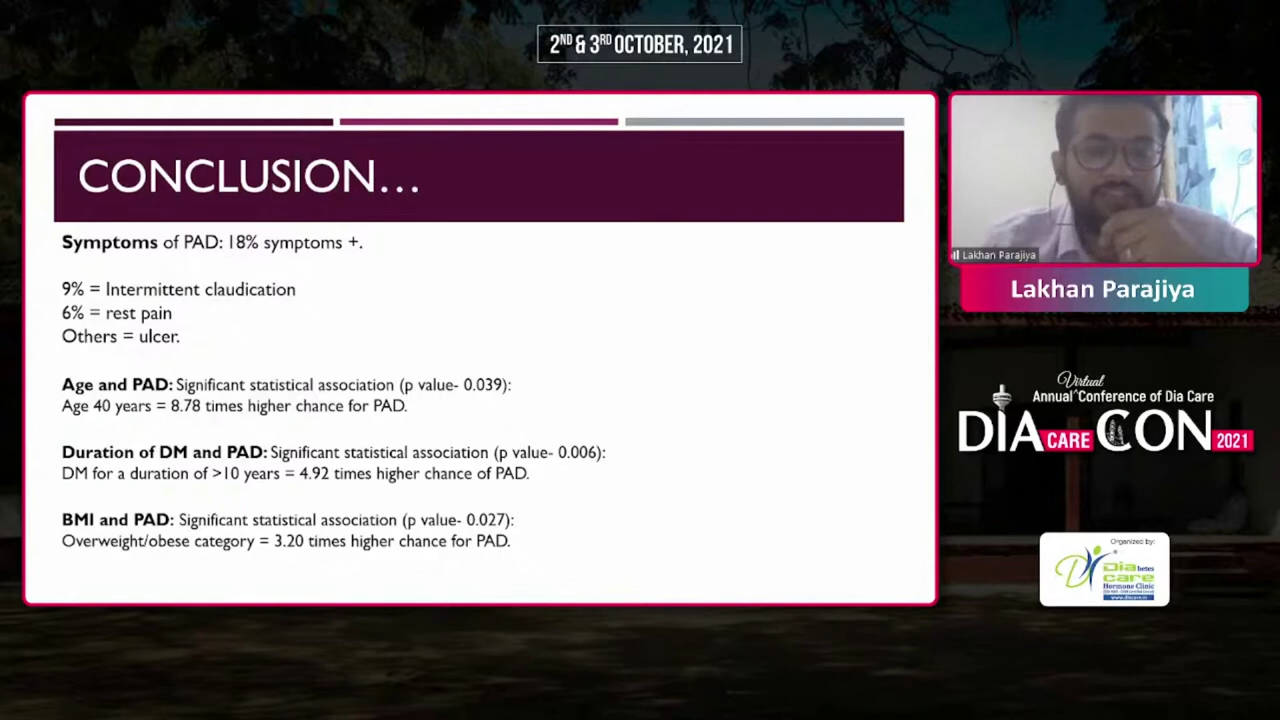 2ND & 3RD OCTOBER, 2021
CONCLUSION...
Symptoms of PAD: 18% symptoms +.
9% = Intermittent claudication
6% = rest pain
Others = ulcer.
Age and PAD: Significant statistical association (p value- 0.039):
Age 40 years = 8.78 times higher chance for PAD.
Duration of DM and PAD: Significant statistical association (p value- 0.006):
DM for a duration of >10 years = 4.92 times higher chance of PAD.
BMI and PAD: Significant statistical association (p value- 0.027):
Overweight/obese category = 3.20 times higher chance for PAD.
Lakhan Parajiya
Lakhan Parajiya
Virtual
Annual^Conference of Dia Care
DIA CARE CON 2021
Organized by:
Diabetes
care
Hormone Clinic
www.diacare.in